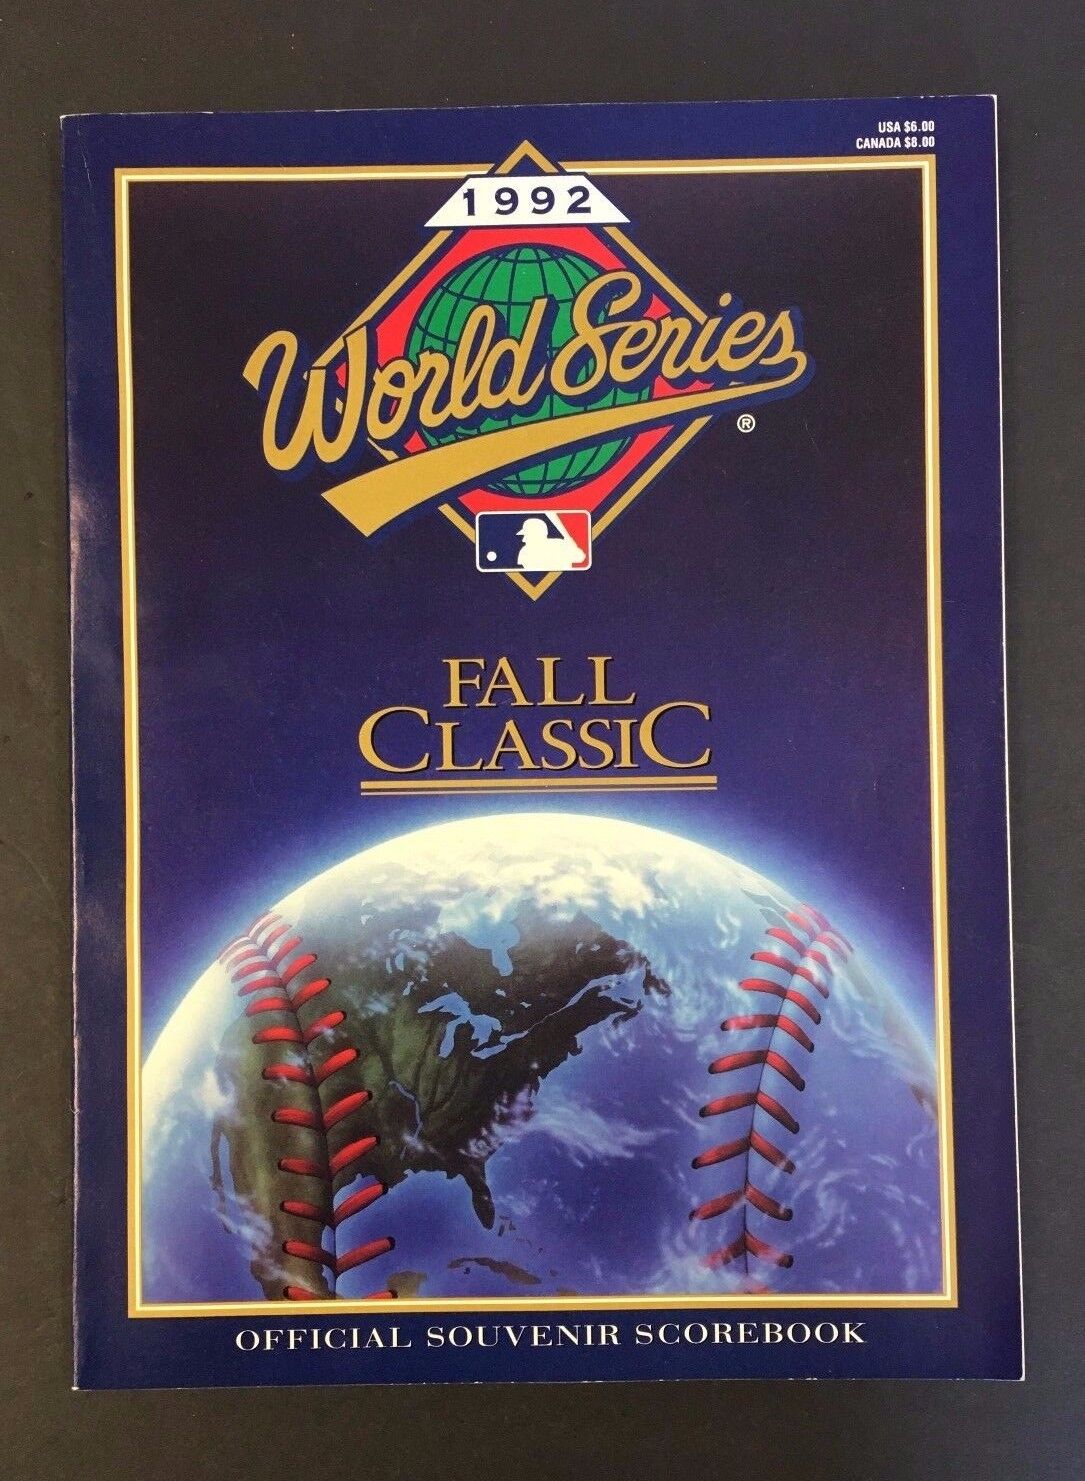 USA $6.00
CANADA $8.00
1992
World Series
®
FALL
CLASSIC
OFFICIAL SOUVENIR SCOREBOOK